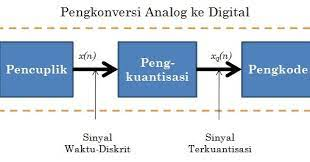 Pengkonversi Analog ke Digital
Pencuplik
x(n)
Peng-
kuantisasi
xq(n)
Pengkode
Sinyal
Waktu-Diskrit
Sinyal
Terkuantisasi